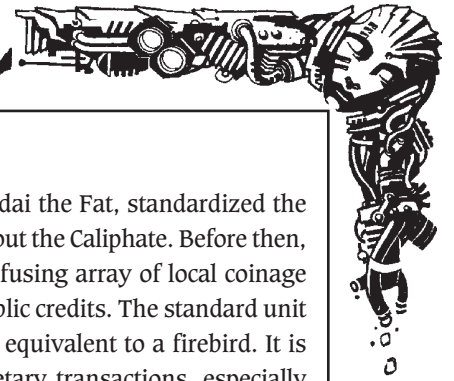 dai the Fat, standardized the
out the Caliphate. Before then,
fusing array of local coinage
blic credits. The standard unit
equivalent to a firebird. It is
etary transactions, especially